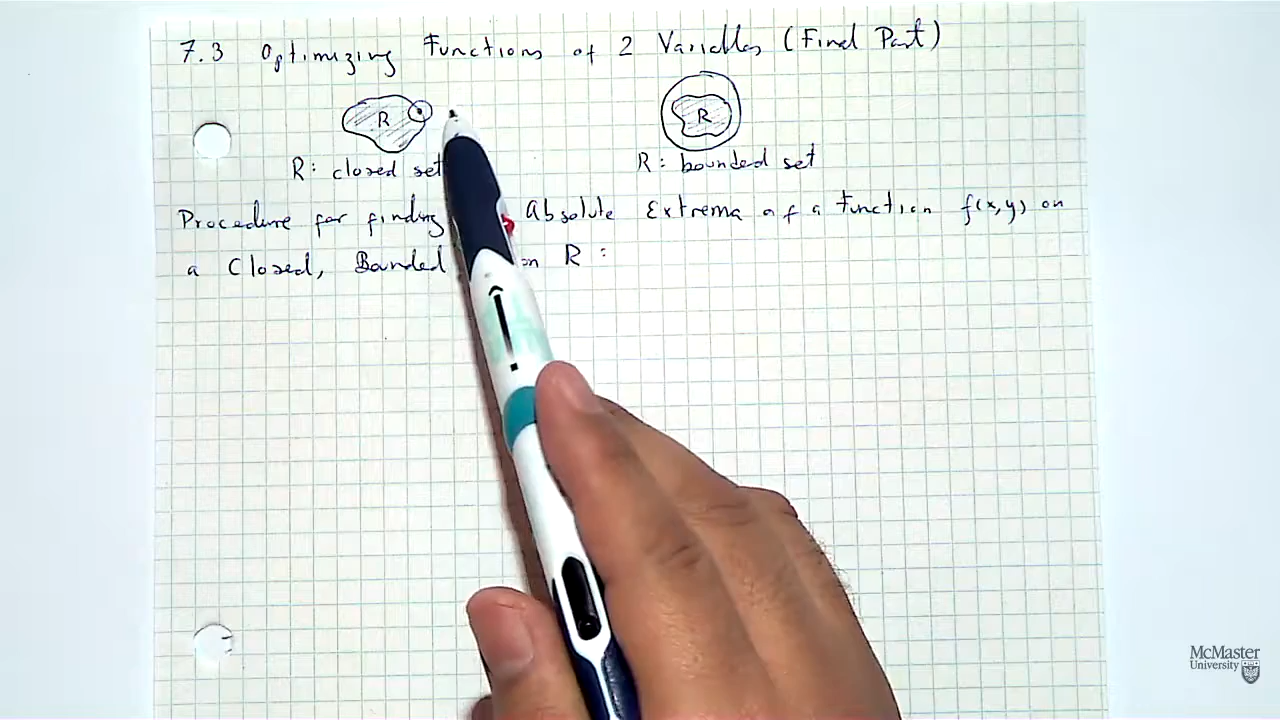 7.3 Optimizing Functions of 2 Variables (Final Part)
R R
R: closed set R: bounded set
Procedure for finding Absolute Extrema of a Function f(x,y) on
a Closed, Bounded R:
McMaster
University